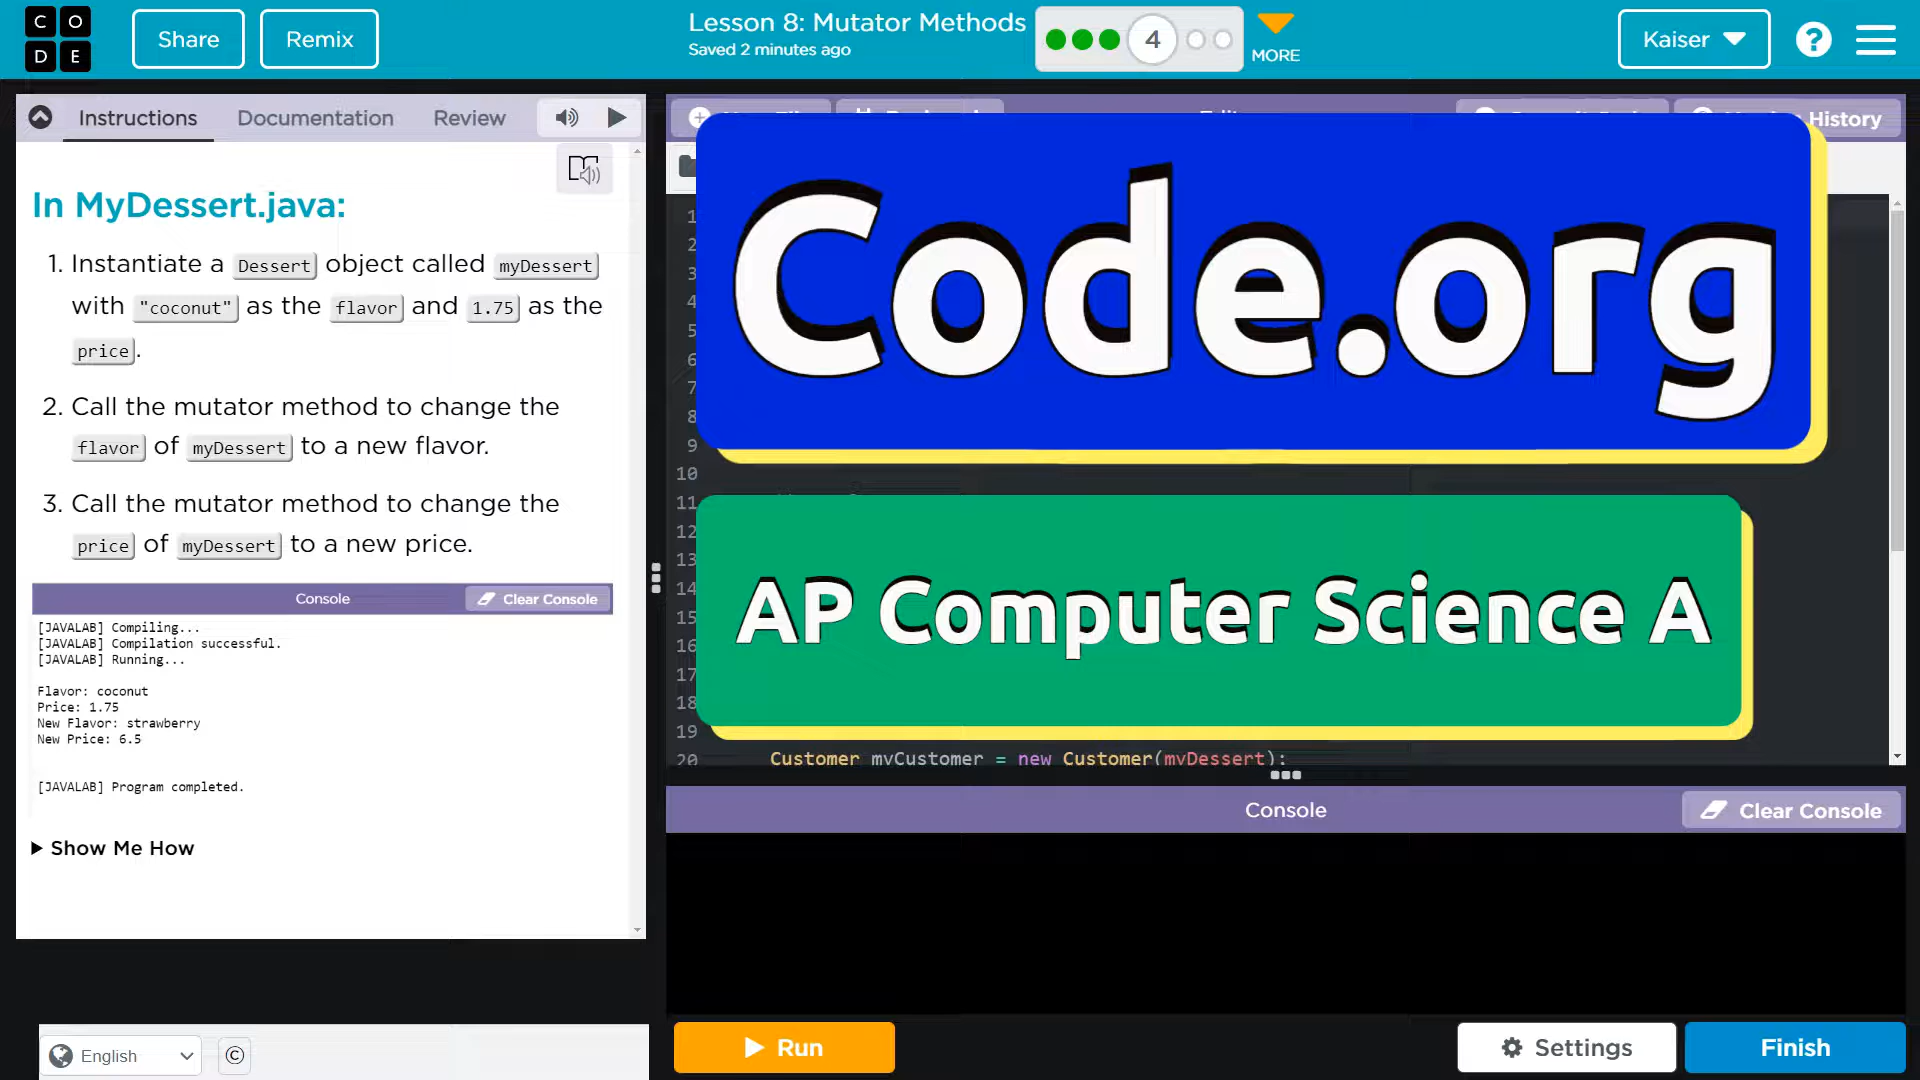 CODE
Share
Remix
Lesson 8: Mutator Methods
Saved 2 minutes ago
4
MORE
Kaiser
?
Instructions
Documentation
Review
In MyDessert.java:
1. Instantiate a Dessert object called myDessert
with "coconut" as the flavor and 1.75 as the
price.
2. Call the mutator method to change the
flavor of myDessert to a new flavor.
3. Call the mutator method to change the
price of myDessert to a new price.
Console
Clear Console
[JAVALAB] Compiling...
[JAVALAB] Compilation successful.
[JAVALAB] Running...
Flavor: coconut
Price: 1.75
New Flavor: strawberry
New Price: 6.5
[JAVALAB] Program completed.
Show Me How
English
©
History
Code.org
AP Computer Science A
1
2
3
4
5
6
7
8
9
10
11
12
13
14
15
16
17
18
19
20 Customer myCustomer = new Customer(myDessert);
Console
Clear Console
Run
Settings
Finish